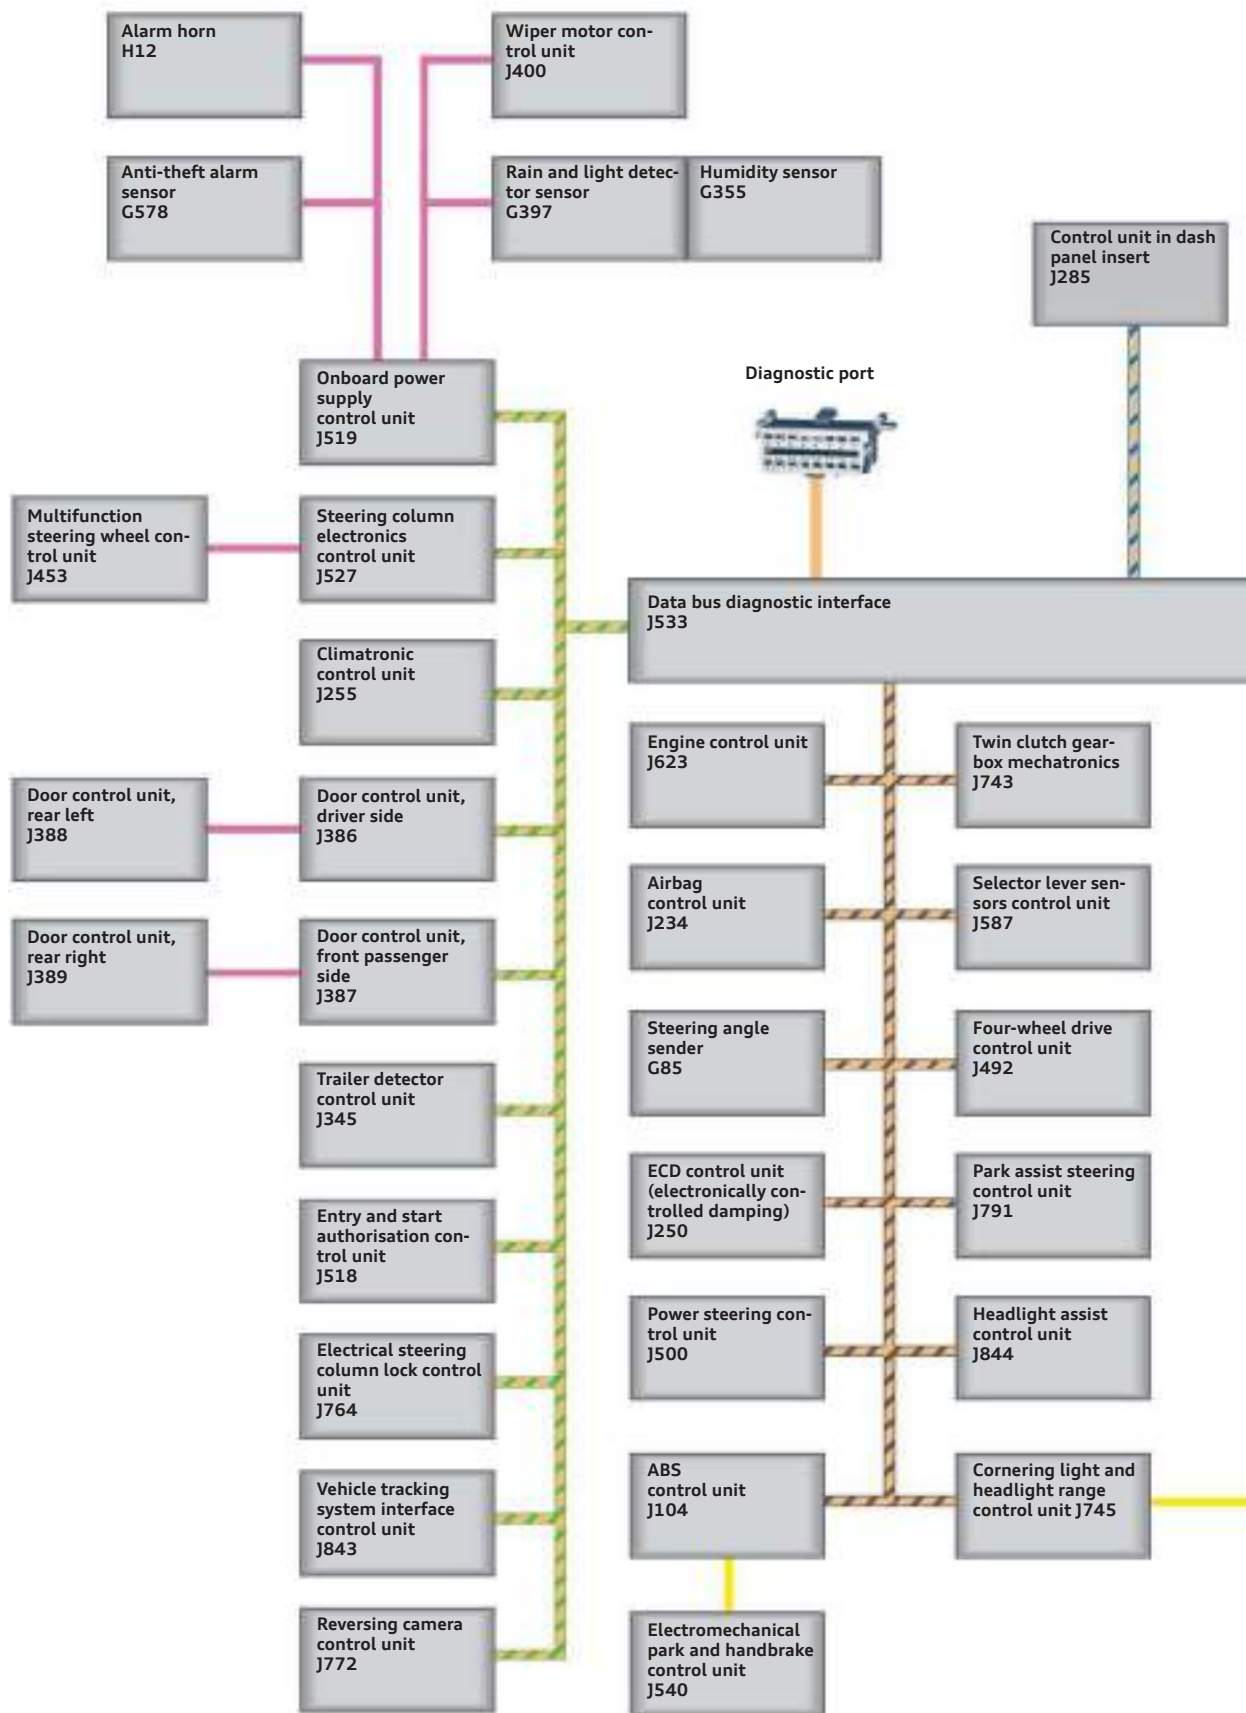 Alarm horn
H12
Wiper motor con-
trol unit
J400
Anti-theft alarm
sensor
G578
Rain and light detec-
tor sensor
G397
Humidity sensor
G355
Control unit in dash
panel insert
J285
Onboard power
supply
control unit
J519
Diagnostic port
Multifunction
steering wheel con-
trol unit
J453
Steering column
electronics
control unit
J527
Data bus diagnostic interface
J533
Climatronic
control unit
J255
Engine control unit
J623
Twin clutch gear-
box mechatronics
J743
Door control unit,
rear left
J388
Door control unit,
driver side
J386
Airbag
control unit
J234
Selector lever sen-
sors control unit
J587
Door control unit,
rear right
J389
Door control unit,
front passenger
side
J387
Steering angle
sender
G85
Four-wheel drive
control unit
J492
Trailer detector
control unit
J345
ECD control unit
(electronically con-
trolled damping)
J250
Park assist steering
control unit
J791
Entry and start
authorisation con-
trol unit
J518
Power steering con-
trol unit
J500
Headlight assist
control unit
J844
Electrical steering
column lock control
unit
J764
ABS
control unit
J104
Cornering light and
headlight range
control unit J745
Vehicle tracking
system interface
control unit
J843
Reversing camera
control unit
J772
Electromechanical
park and handbrake
control unit
J540